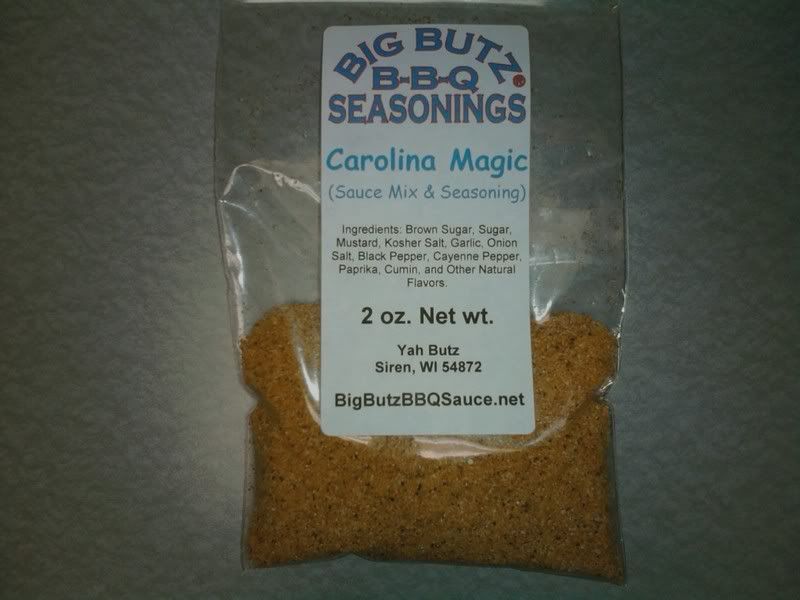 BIG BUTZ
B-B-Q®
SEASONINGS
Carolina Magic
(Sauce Mix & Seasoning)
Ingredients: Brown Sugar, Sugar,
Mustard, Kosher Salt, Garlic, Onion
Salt, Black Pepper, Cayenne Pepper,
Paprika, Cumin, and Other Natural
Flavors.
2 oz. Net wt.
Yah Butz
Siren, WI 54872
BigButzBBQSauce.net